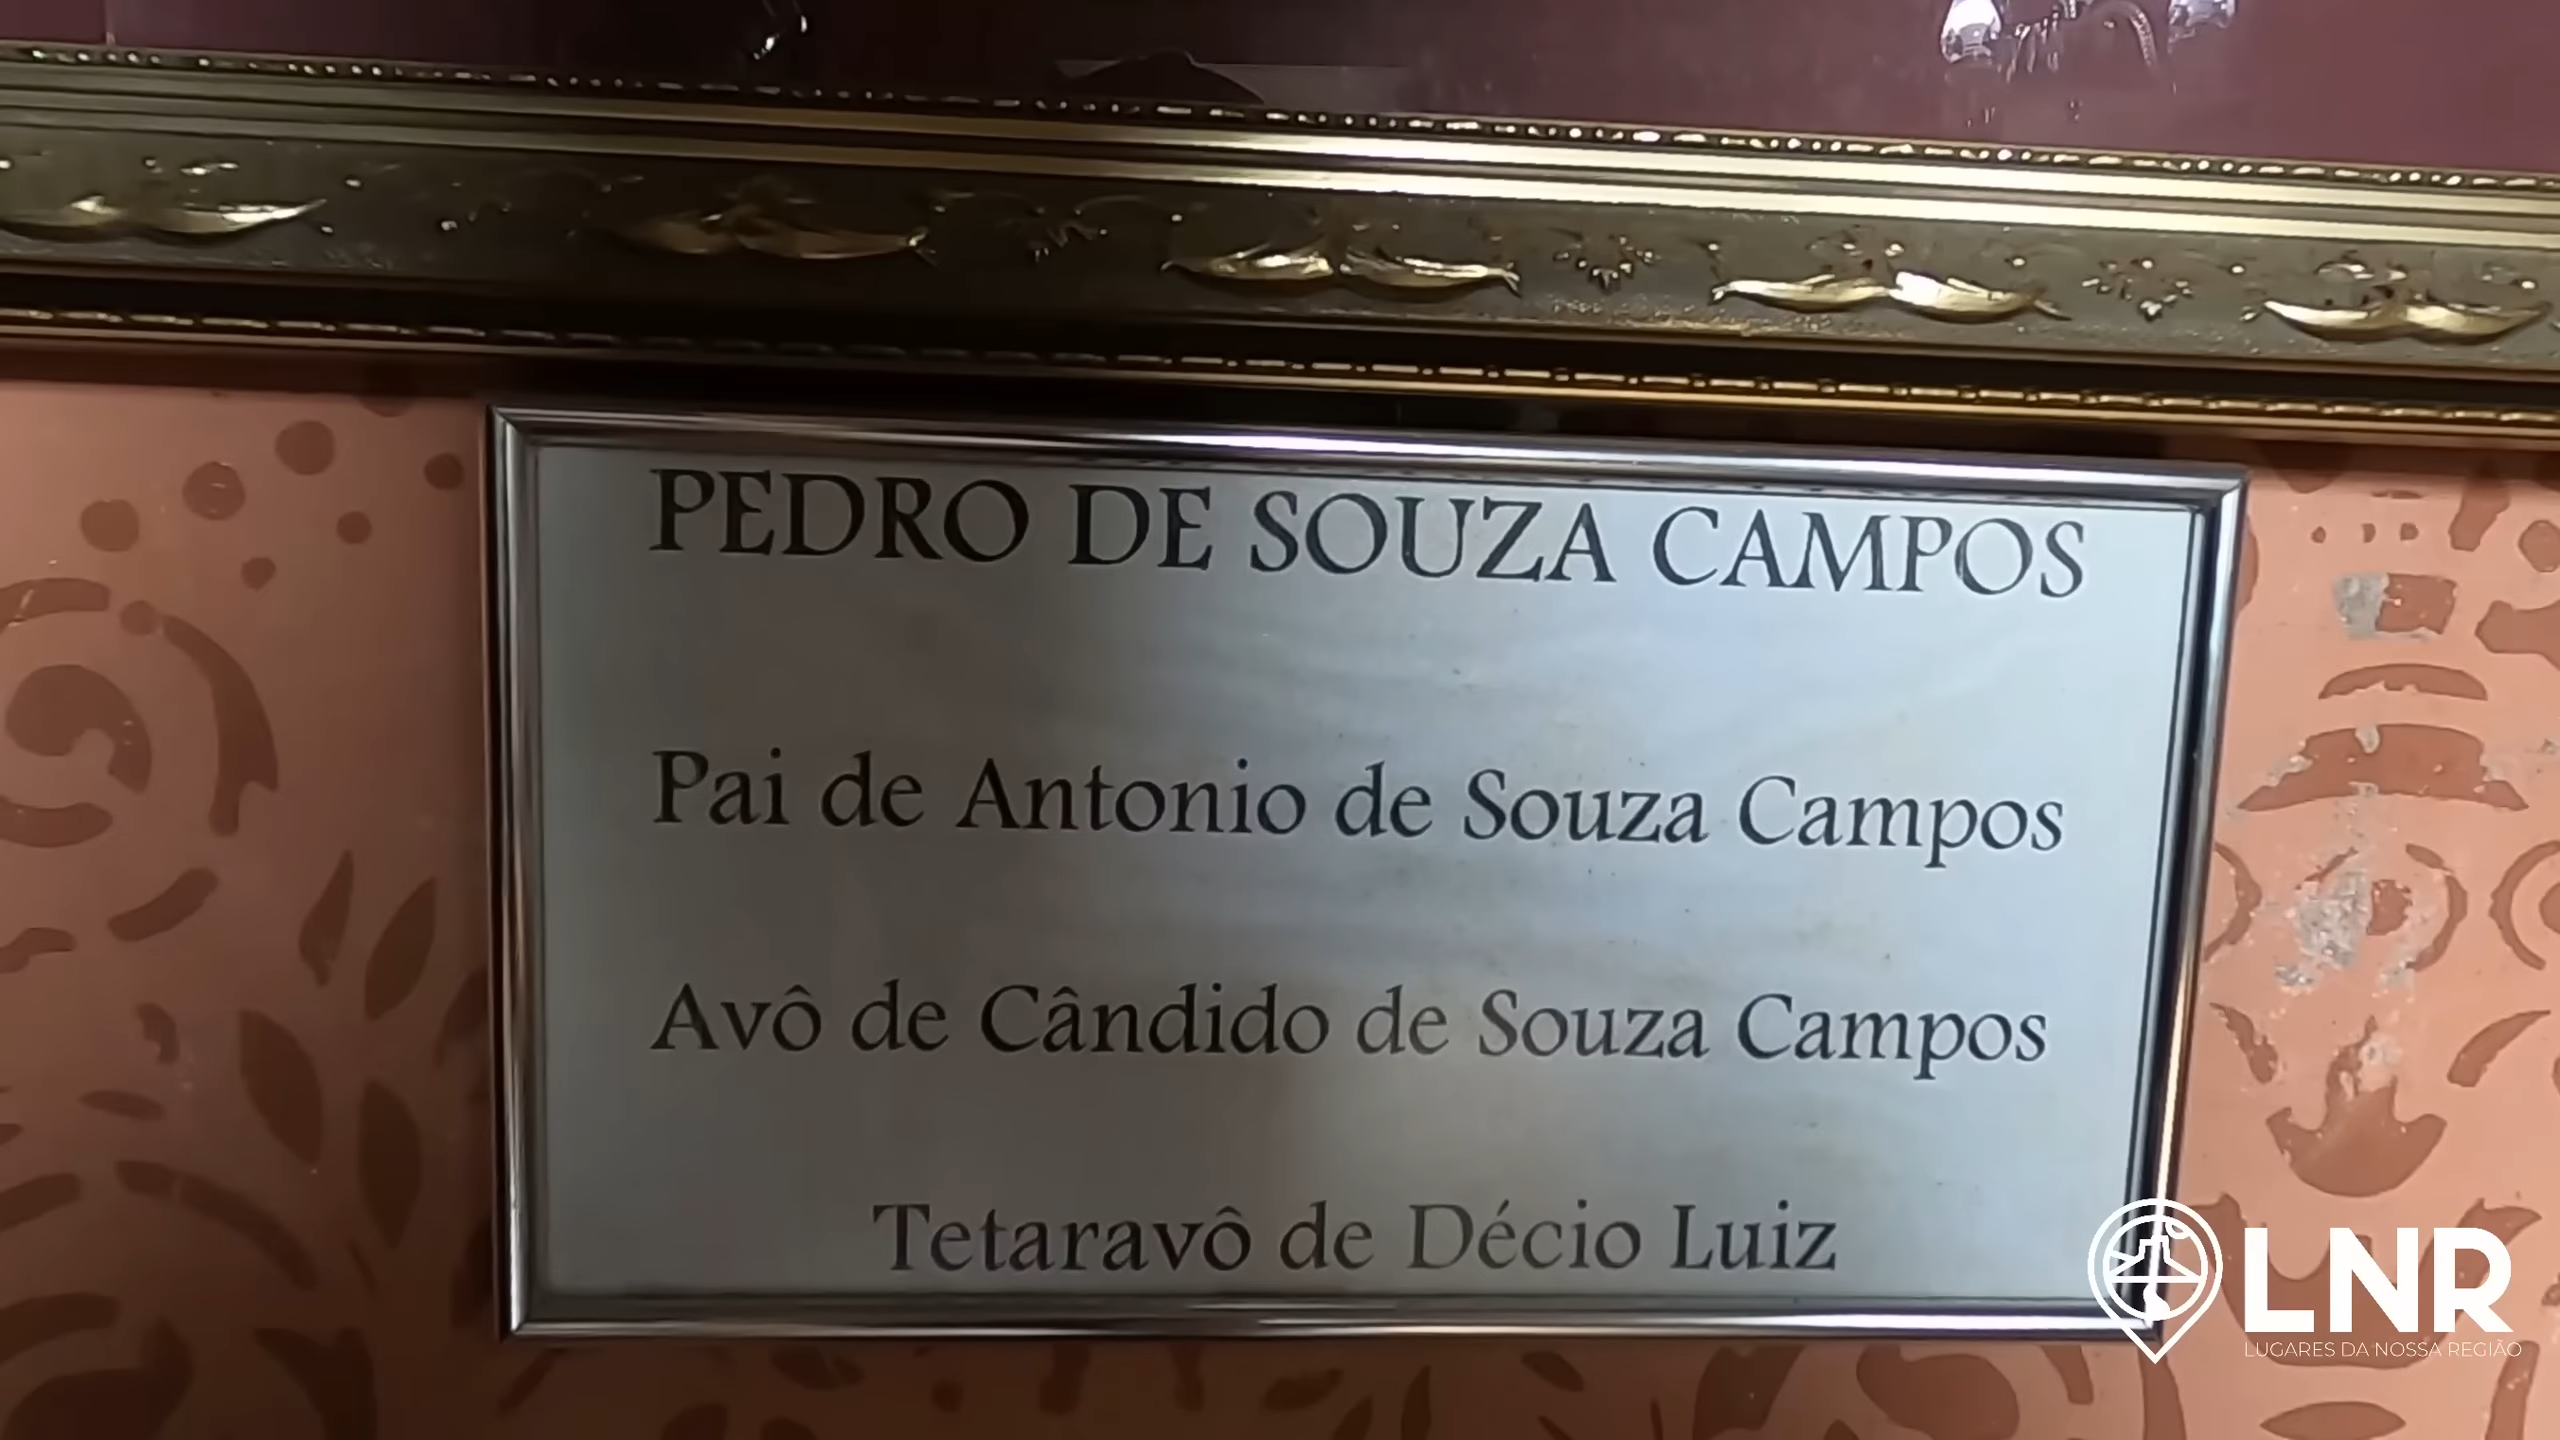 PEDRO DE SOUZA CAMPOS
Pai de Antonio de Souza Campos
Avô de Cândido de Souza Campos
Tetaravô de Décio Luiz
LNR
LUGARES DA NOSSA REGIÃO